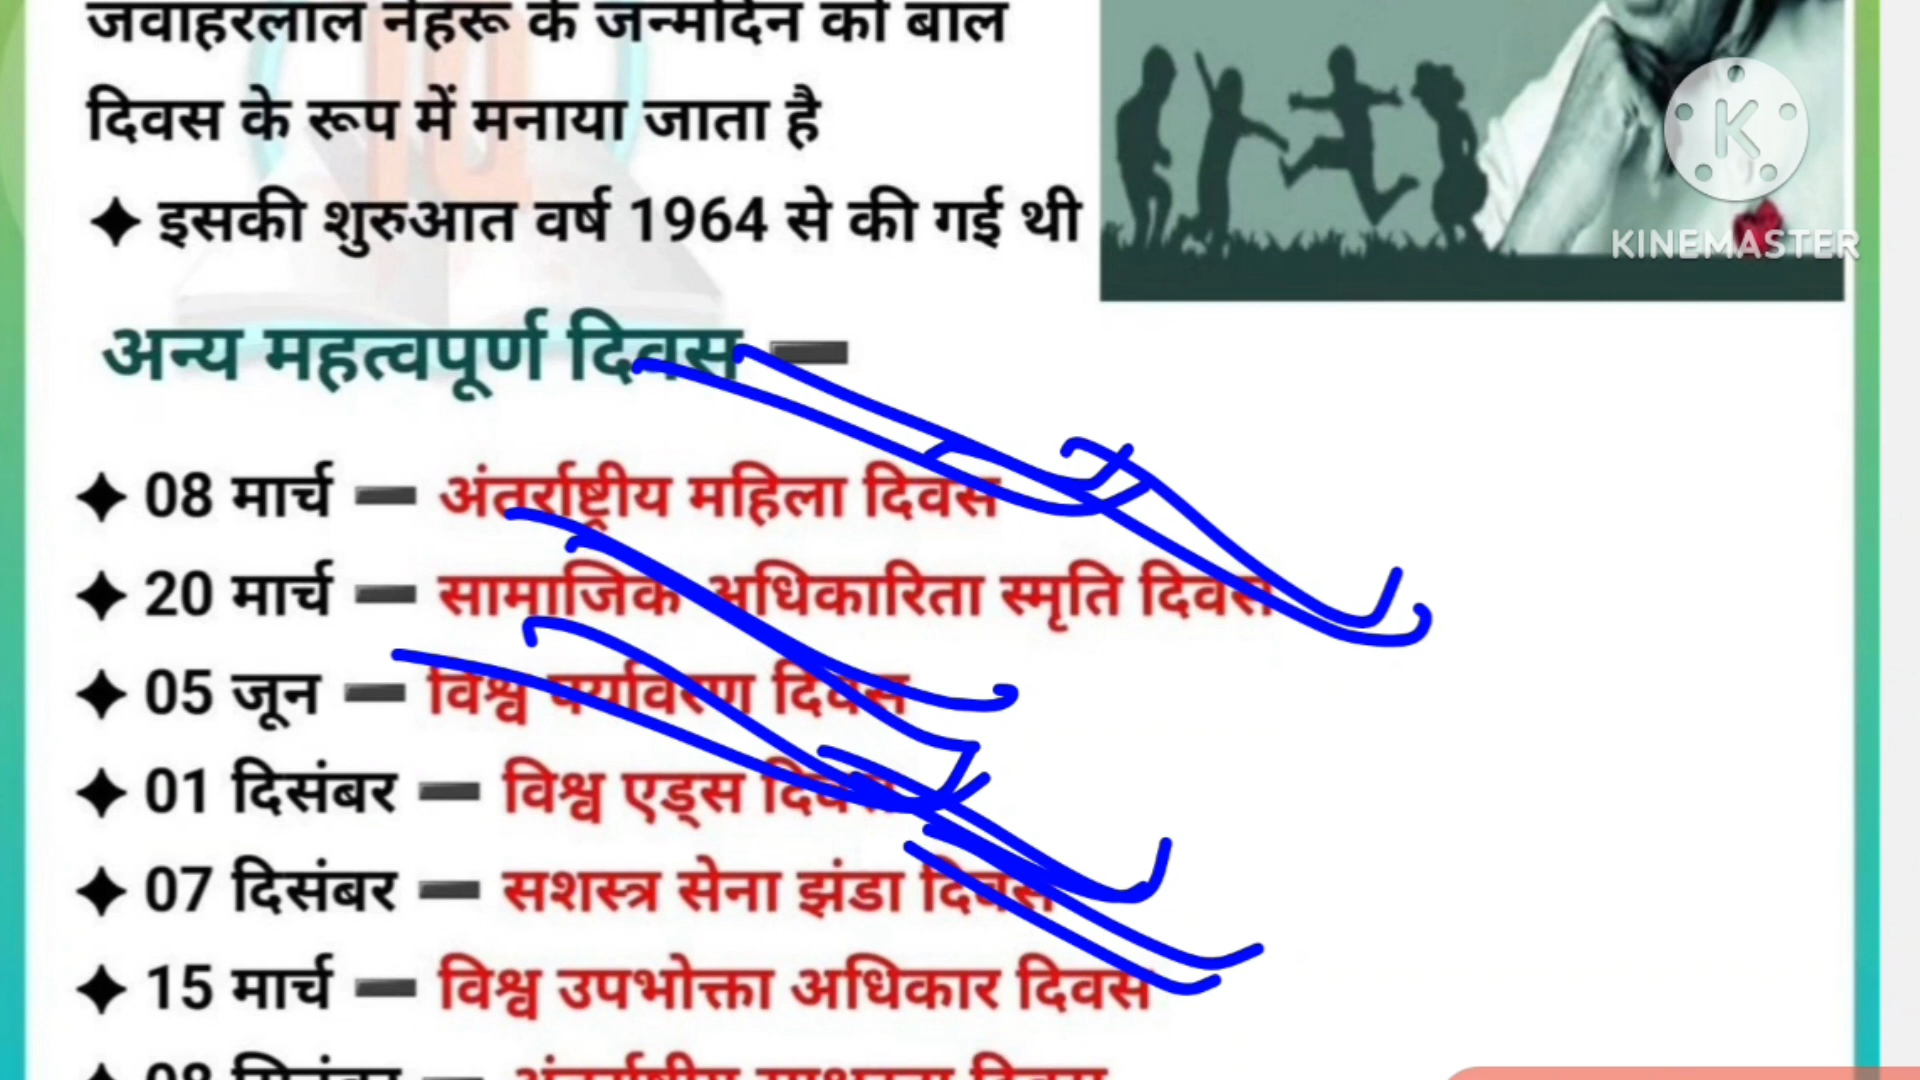 जवाहरलाल नेहरू के जन्मदिन को बाल
दिवस के रूप में मनाया जाता है
✦ इसकी शुरुआत वर्ष 1964 से की गई थी
K
KINEMASTER
अन्य महत्वपूर्ण दिवस ➖
✦ 08 मार्च ➖ अंतर्राष्ट्रीय महिला दिवस
✦ 20 मार्च ➖ सामाजिक अधिकारिता स्मृति दिवस
✦ 05 जून ➖ विश्व पर्यावरण दिवस
✦ 01 दिसंबर ➖ विश्व एड्स दिवस
✦ 07 दिसंबर ➖ सशस्त्र सेना झंडा दिवस
✦ 15 मार्च ➖ विश्व उपभोक्ता अधिकार दिवस